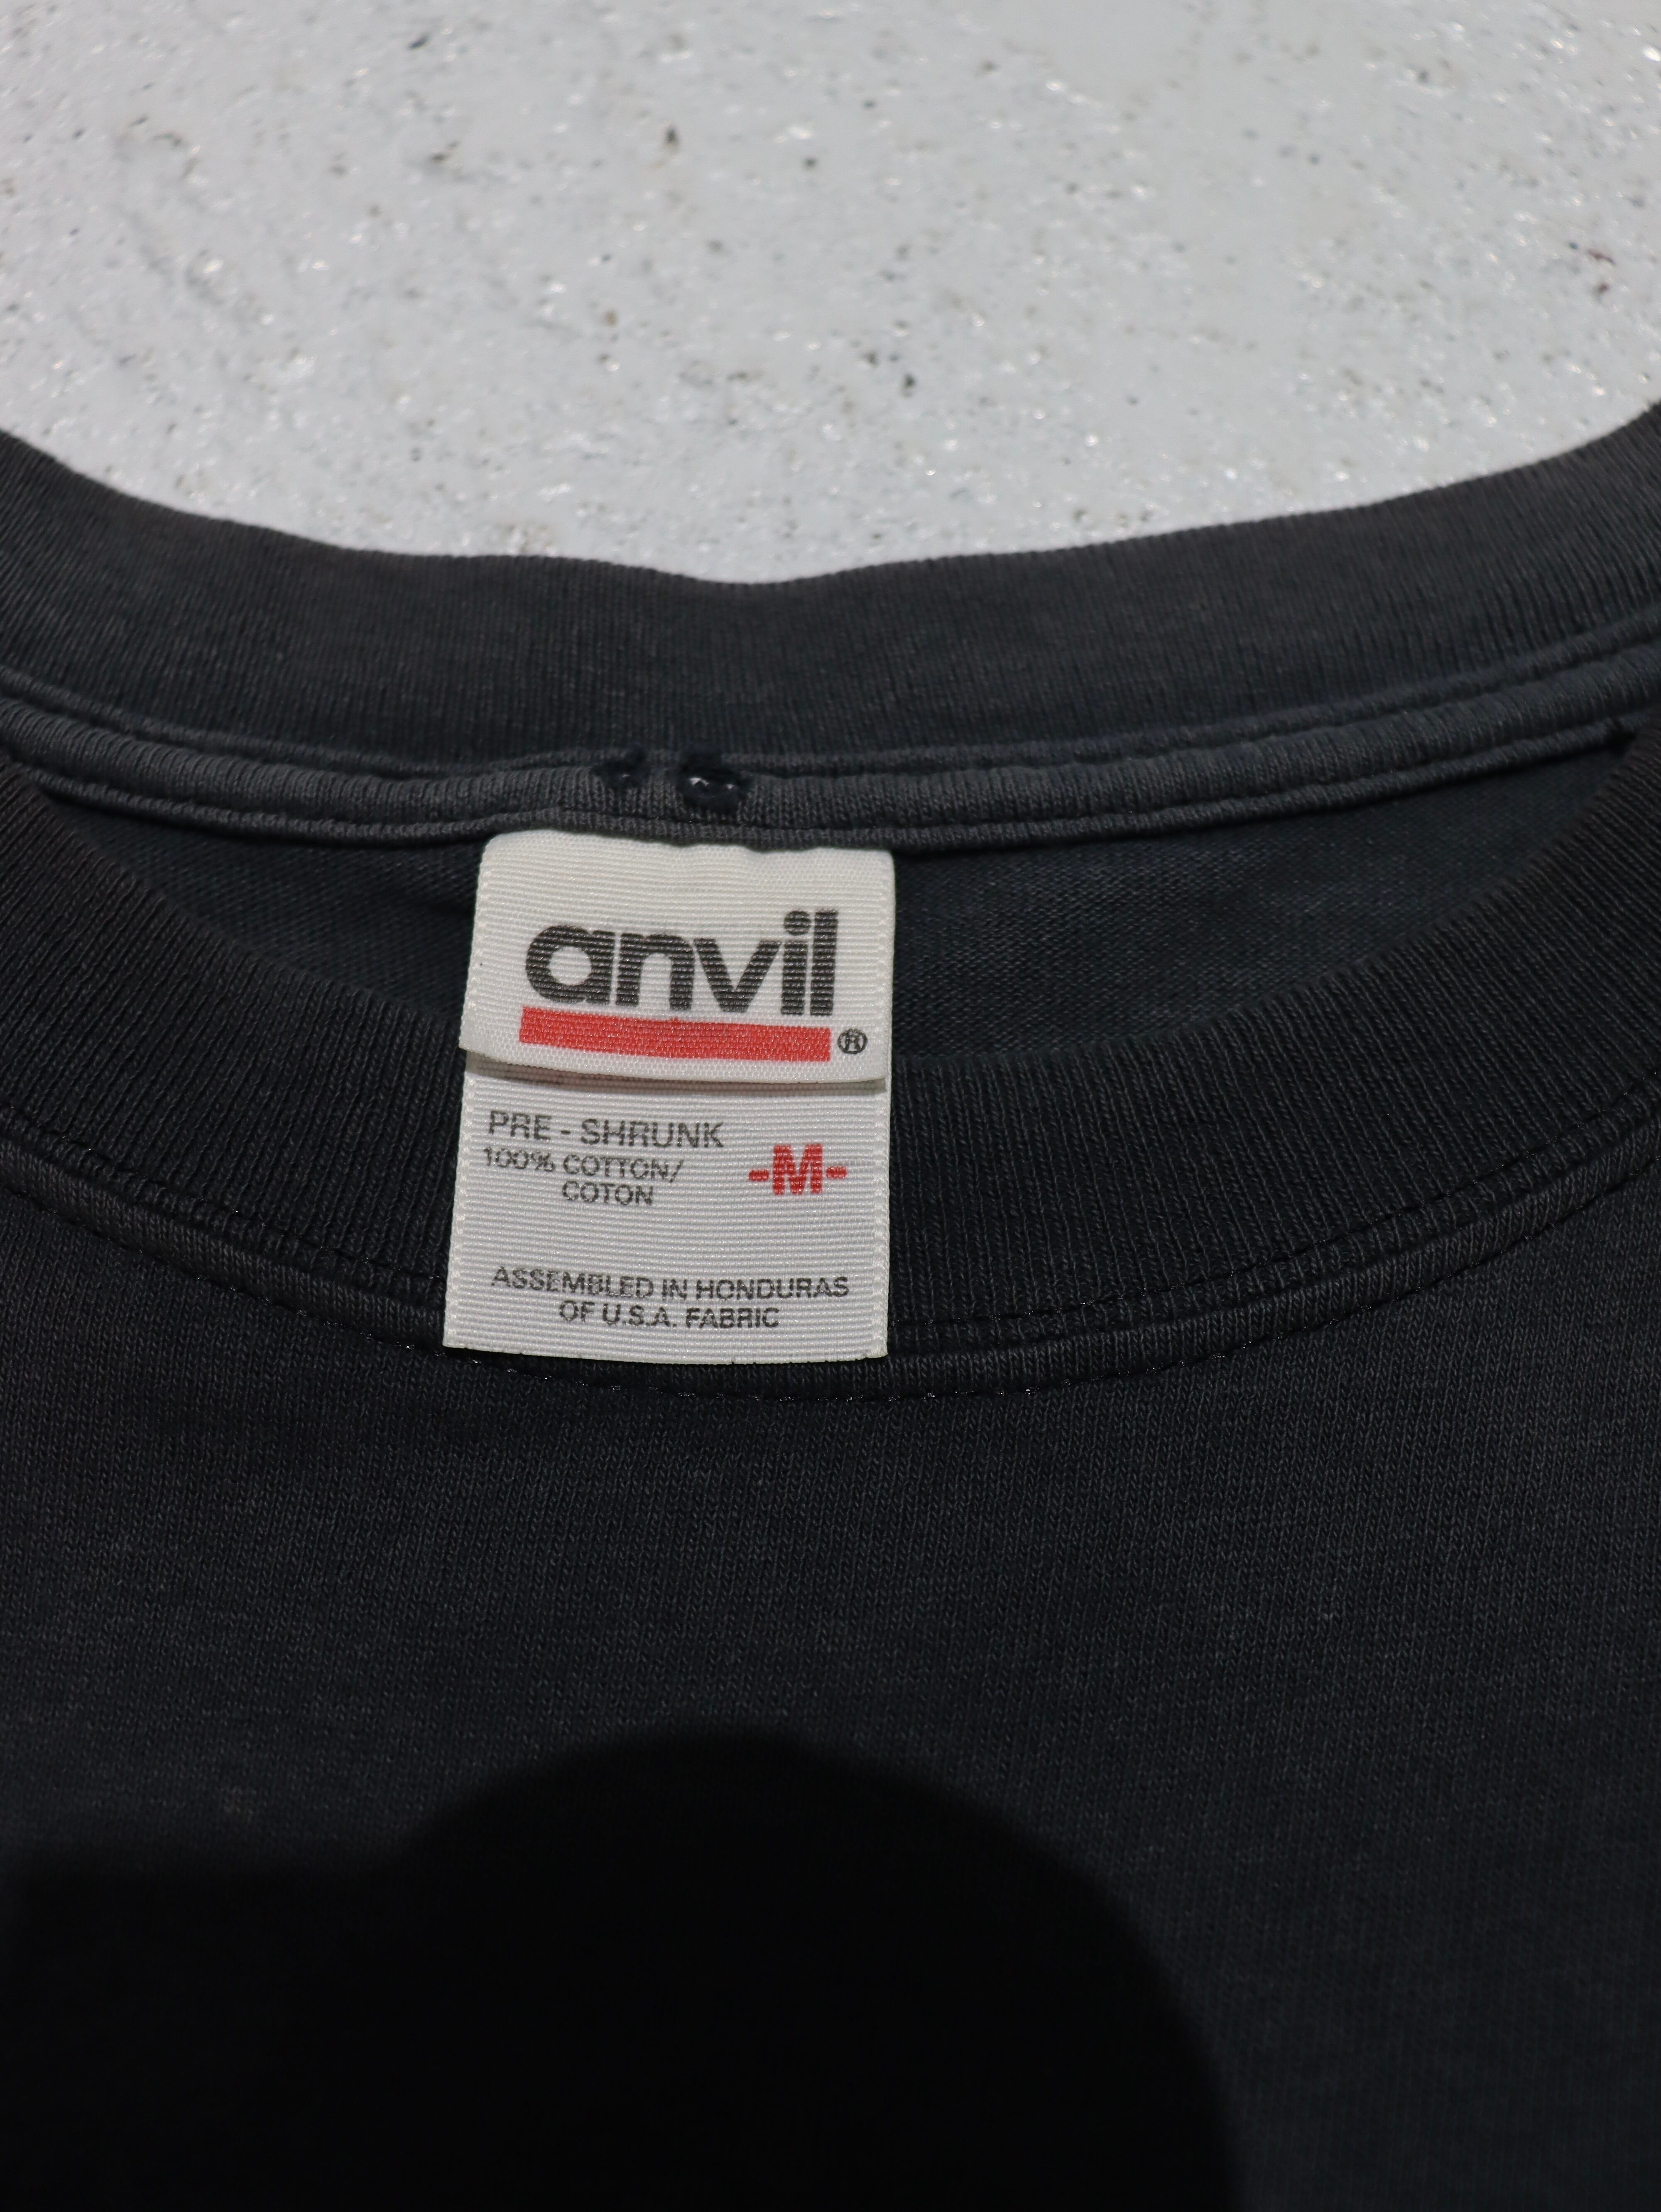 anvil®
PRE - SHRUNK
100% COTTON/
COTON
-M-
ASSEMBLED IN HONDURAS
OF U.S.A. FABRIC